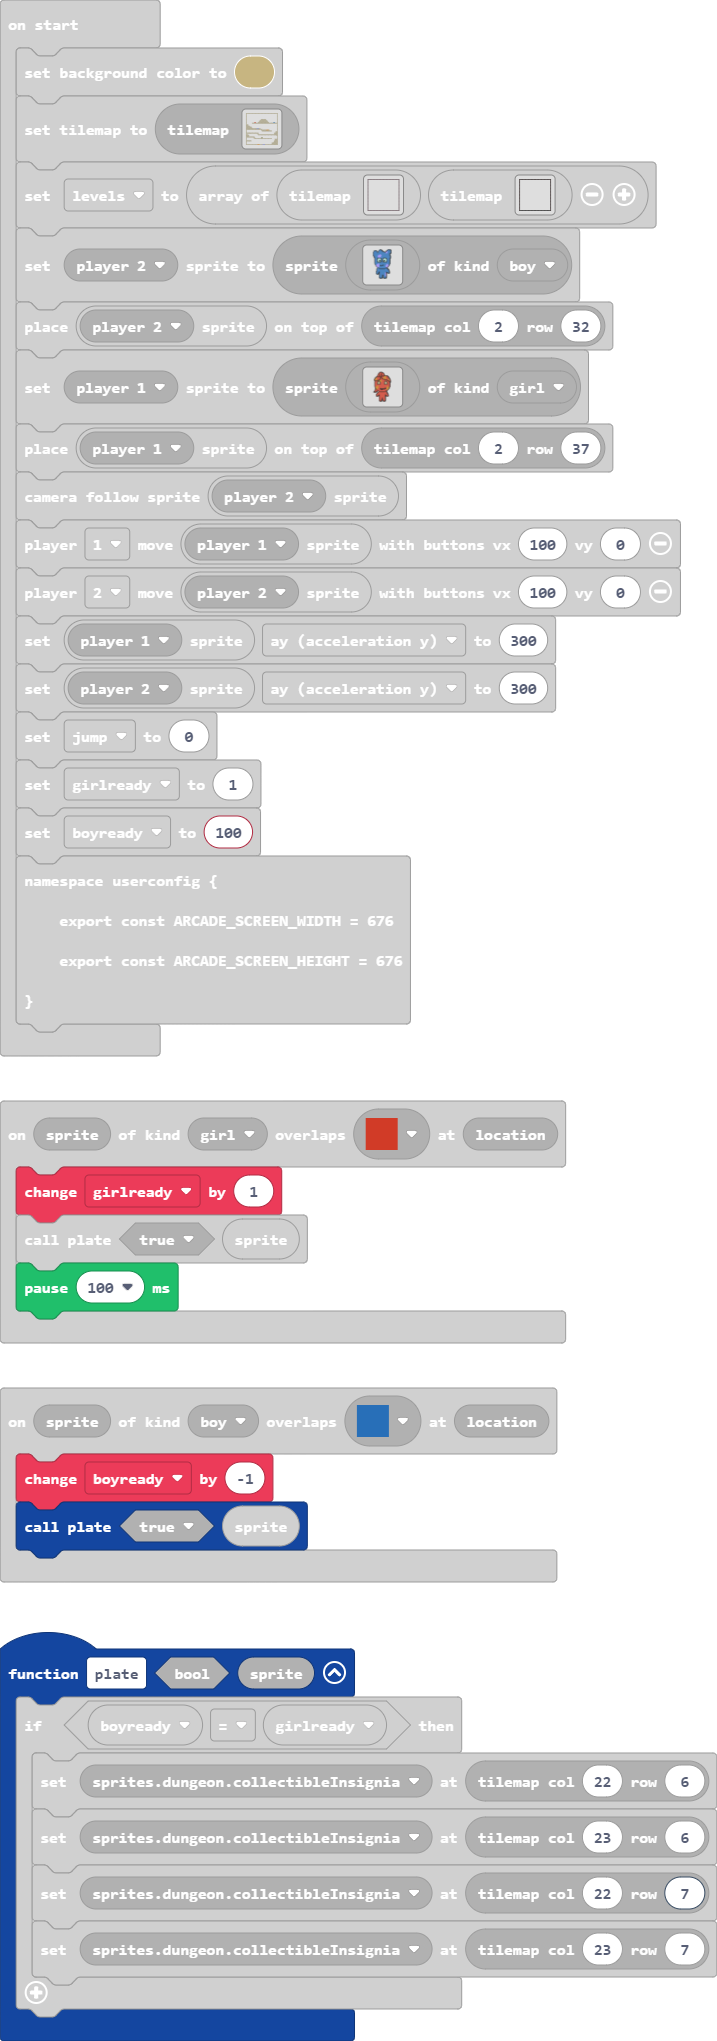 on start
set background color to
set tilemap to tilemap
set levels to array of tilemap tilemap
set player 2 sprite to sprite of kind boy
place player 2 sprite on top of tilemap col 2 row 32
set player 1 sprite to sprite of kind girl
place player 1 sprite on top of tilemap col 2 row 37
camera follow sprite player 2 sprite
player 1 move player 1 sprite with buttons vx 100 vy 0
player 2 move player 2 sprite with buttons vx 100 vy 0
set player 1 sprite ay (acceleration y) to 300
set player 2 sprite ay (acceleration y) to 300
set jump to 0
set girlready to 1
set boyready to 100
namespace userconfig {
export const ARCADE_SCREEN_WIDTH = 676
export const ARCADE_SCREEN_HEIGHT = 676
}
on sprite of kind girl overlaps at location
change girlready by 1
call plate true sprite
pause 100 ms
on sprite of kind boy overlaps at location
change boyready by -1
call plate true sprite
function plate bool sprite
if boyready = girlready then
set sprites.dungeon.collectibleInsignia at tilemap col 22 row 6
set sprites.dungeon.collectibleInsignia at tilemap col 23 row 6
set sprites.dungeon.collectibleInsignia at tilemap col 22 row 7
set sprites.dungeon.collectibleInsignia at tilemap col 23 row 7